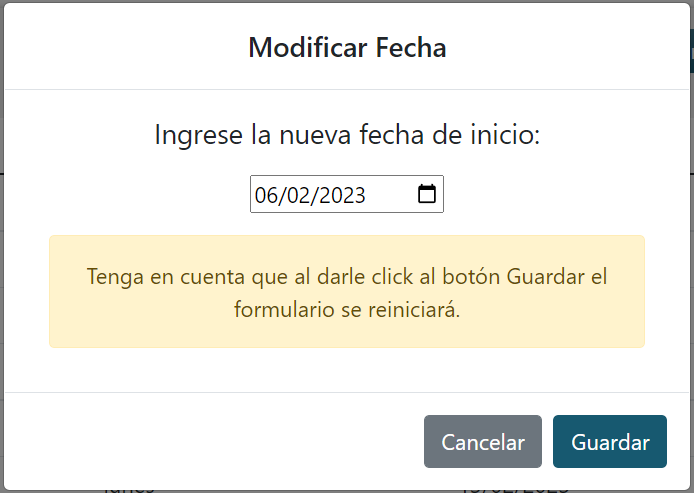 Modificar Fecha
Ingrese la nueva fecha de inicio:
06/02/2023
Tenga en cuenta que al darle click al botón Guardar el
formulario se reiniciará.
Cancelar
Guardar
lunes